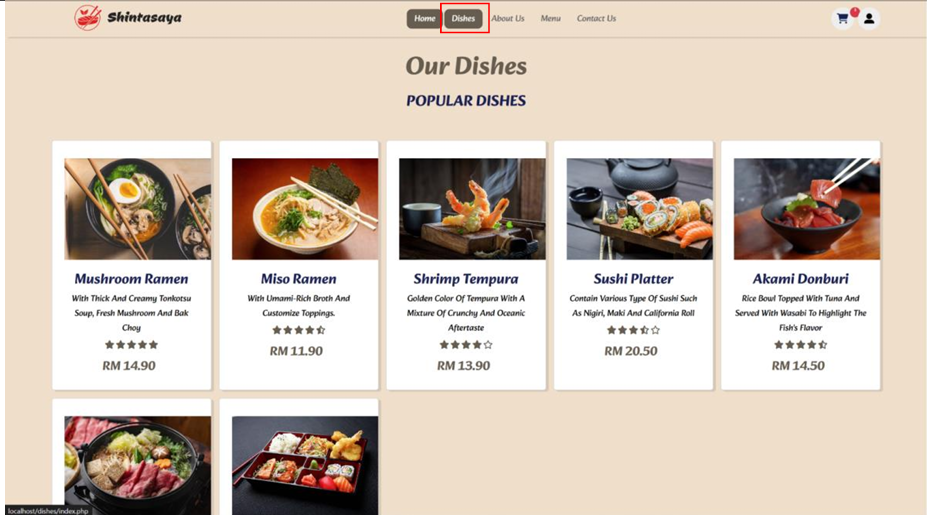 Shintasaya
Home Dishes About Us Menu Contact Us
Our Dishes
POPULAR DISHES
Mushroom Ramen
With Thick And Creamy Tonkotsu
Soup, Fresh Mushroom And Bak
Choy
RM 14.90
Miso Ramen
With Umami-Rich Broth And
Customize Toppings.
RM 11.90
Shrimp Tempura
Golden Color Of Tempura With A
Mixture Of Crunchy And Oceanic
Aftertaste
RM 13.90
Sushi Platter
Contain Various Type Of Sushi Such
As Nigiri, Maki And California Roll
RM 20.50
Akami Donburi
Rice Bowl Topped With Tuna And
Served With Wasabi To Highlight The
Fish's Flavor
RM 14.50
localhost/dishes/index.php